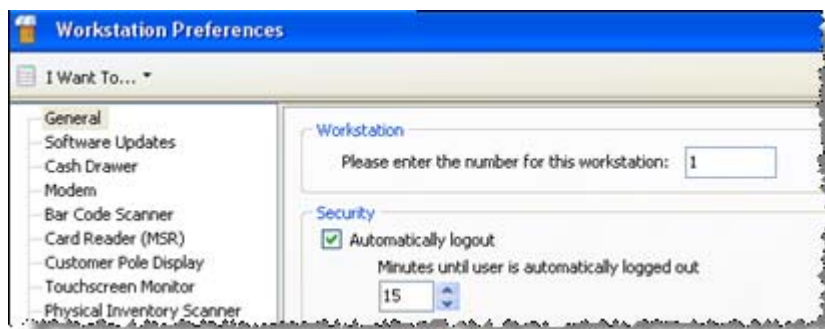 Workstation Preferences
I Want To...
General
Software Updates
Cash Drawer
Modem
Bar Code Scanner
Card Reader (MSR)
Customer Pole Display
Touchscreen Monitor
Physical Inventory Scanner
Workstation
Please enter the number for this workstation: 1
Security
Automatically logout
Minutes until user is automatically logged out
15